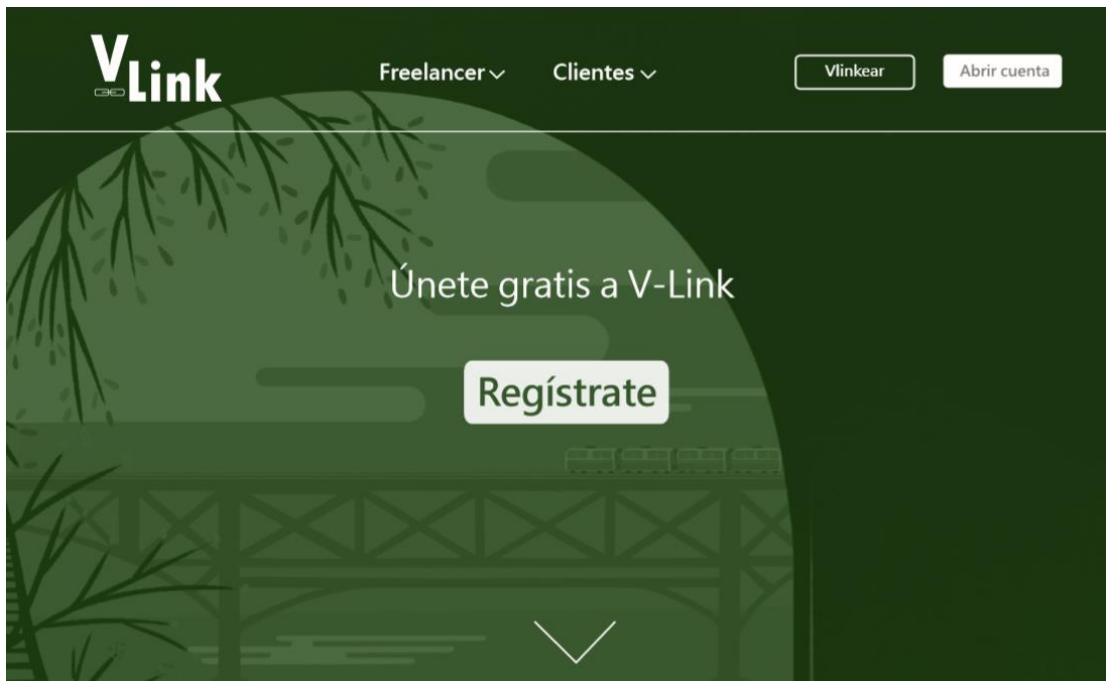 VLink
Freelancer
Clientes
Vlinkear
Abrir cuenta
Únete gratis a V-Link
Regístrate